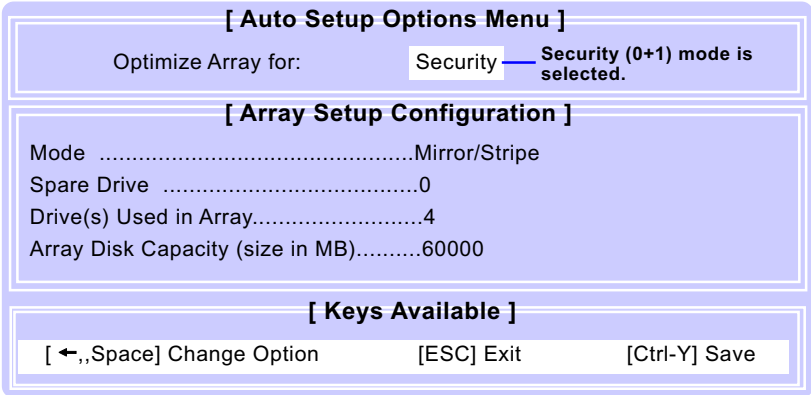 [ Auto Setup Options Menu ]
Optimize Array for: Security Security (0+1) mode is
selected.
[ Array Setup Configuration ]
Mode ................................................Mirror/Stripe
Spare Drive .......................................0
Drive(s) Used in Array..........................4
Array Disk Capacity (size in MB)..........60000
[ Keys Available ]
[ ←,,Space] Change Option [ESC] Exit [Ctrl-Y] Save